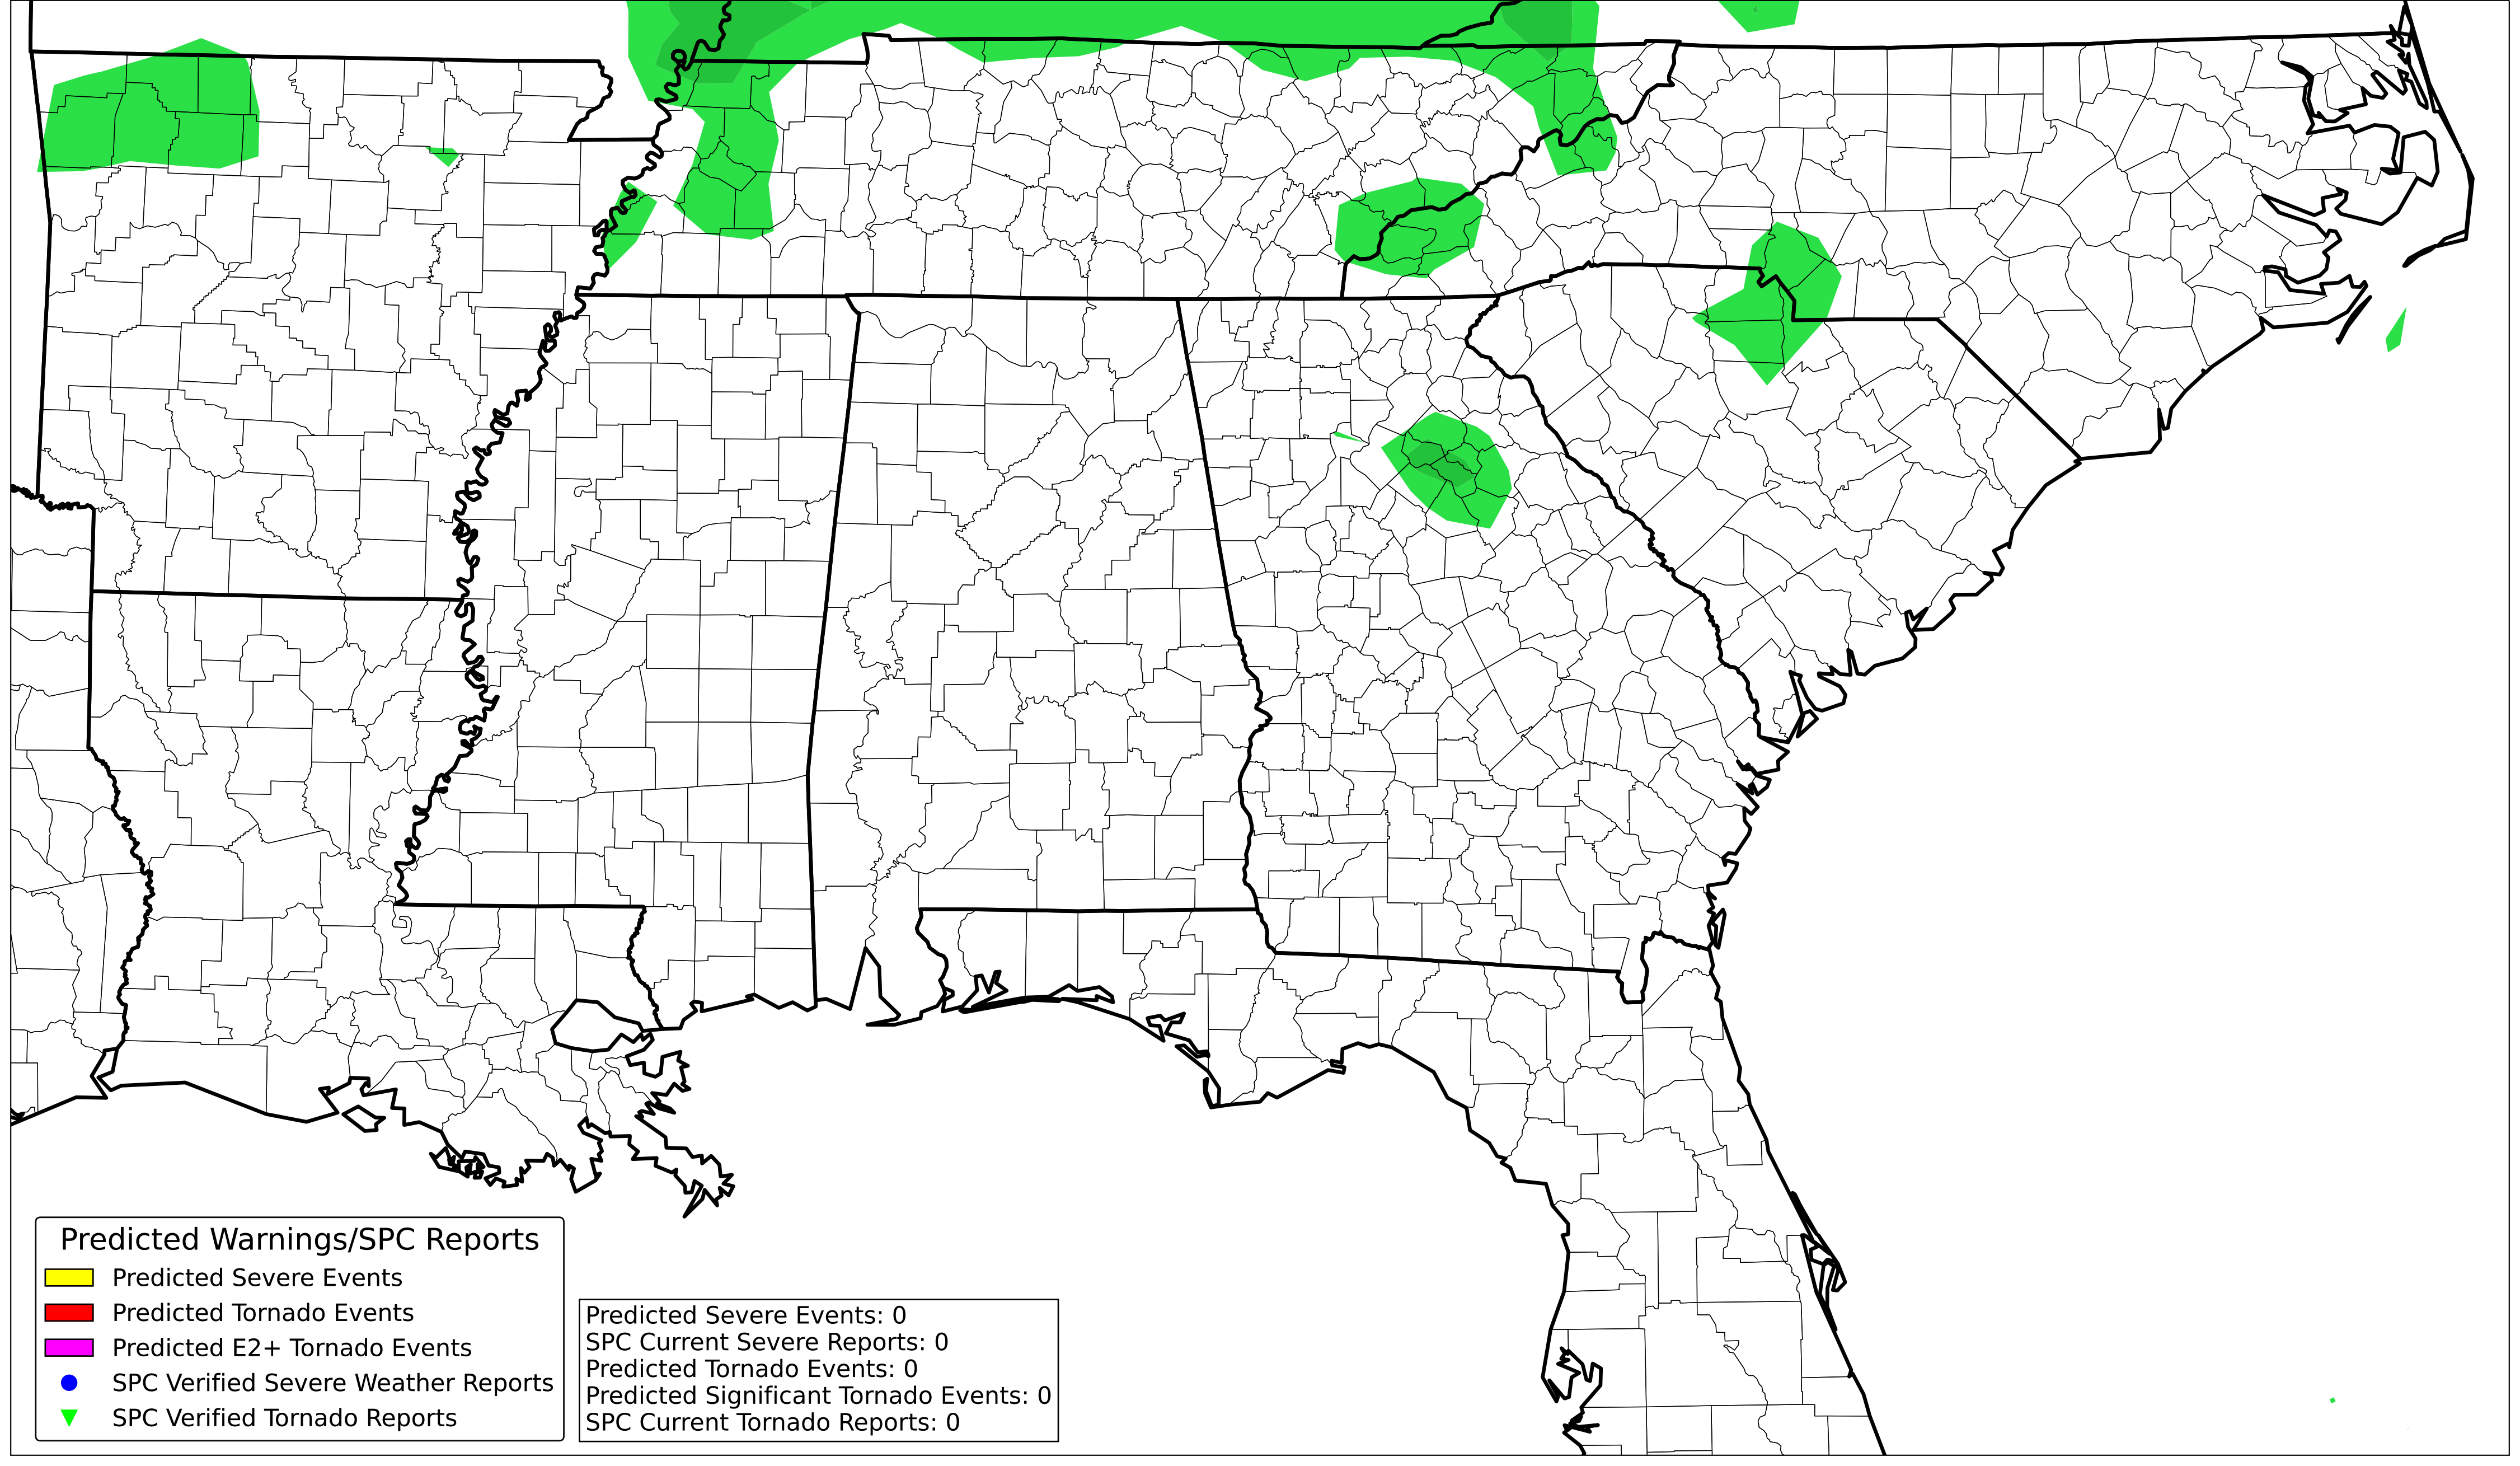 Predicted Warnings/SPC Reports
Predicted Severe Events
Predicted Tornado Events
Predicted E2+ Tornado Events
SPC Verified Severe Weather Reports
SPC Verified Tornado Reports
Predicted Severe Events: 0
SPC Current Severe Reports: 0
Predicted Tornado Events: 0
Predicted Significant Tornado Events: 0
SPC Current Tornado Reports: 0